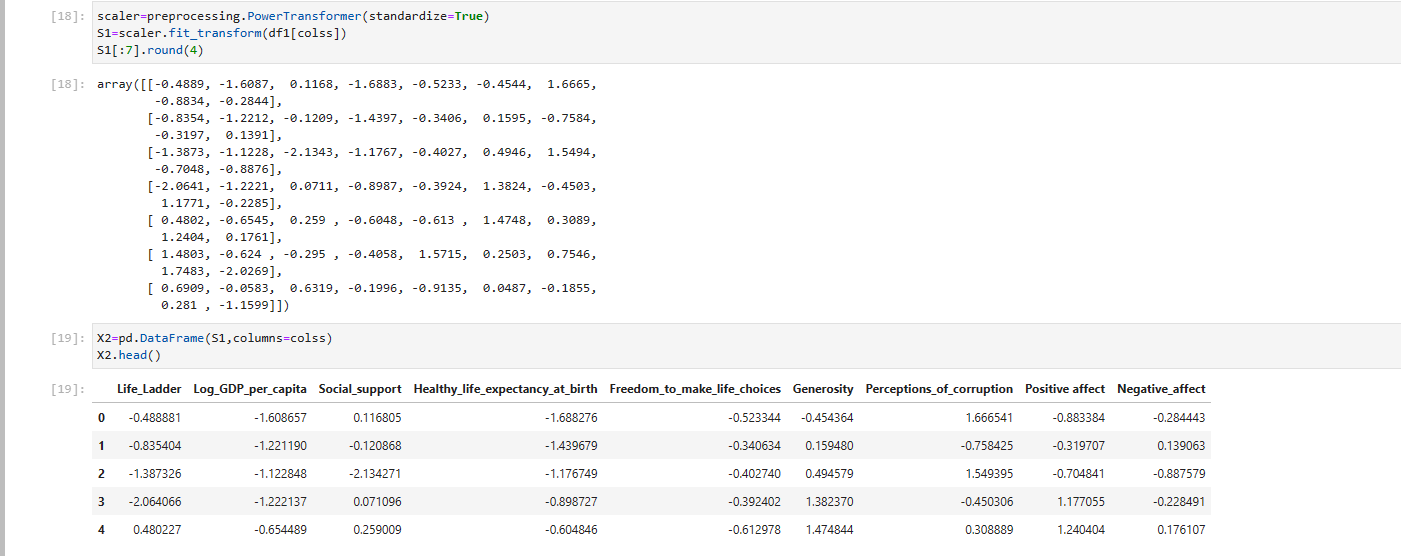 [18]: scaler=preprocessing.PowerTransformer(standardize=True)
S1=scaler.fit_transform(df1[colss])
S1[:7].round(4)
[18]: array([[-0.4889, -1.6087,  0.1168, -1.6883, -0.5233, -0.4544,  1.6665,
-0.8834, -0.2844],
[-0.8354, -1.2212, -0.1209, -1.4397, -0.3406,  0.1595, -0.7584,
-0.3197,  0.1391],
[-1.3873, -1.1228, -2.1343, -1.1767, -0.4027,  0.4946,  1.5494,
-0.7048, -0.8876],
[-2.0641, -1.2221,  0.0711, -0.8987, -0.3924,  1.3824, -0.4503,
1.1771, -0.2285],
[ 0.4802, -0.6545,  0.259 , -0.6048, -0.613 ,  1.4748,  0.3089,
1.2404,  0.1761],
[ 1.4803, -0.624 , -0.295 , -0.4058,  1.5715,  0.2503,  0.7546,
1.7483, -2.0269],
[ 0.6909, -0.0583,  0.6319, -0.1996, -0.9135,  0.0487, -0.1855,
0.281 , -1.1599]])
[19]: X2=pd.DataFrame(S1,columns=colss)
X2.head()
[19]: Life_Ladder Log_GDP_per_capita Social_support Healthy_life_expectancy_at_birth Freedom_to_make_life_choices Generosity Perceptions_of_corruption Positive affect Negative_affect
0 -0.488881 -1.608657 0.116805 -1.688276 -0.523344 -0.454364 1.666541 -0.883384 -0.284443
1 -0.835404 -1.221190 -0.120868 -1.439679 -0.340634 0.159480 -0.758425 -0.319707 0.139063
2 -1.387326 -1.122848 -2.134271 -1.176749 -0.402740 0.494579 1.549395 -0.704841 -0.887579
3 -2.064066 -1.222137 0.071096 -0.898727 -0.392402 1.382370 -0.450306 1.177055 -0.228491
4 0.480227 -0.654489 0.259009 -0.604846 -0.612978 1.474844 0.308889 1.240404 0.176107